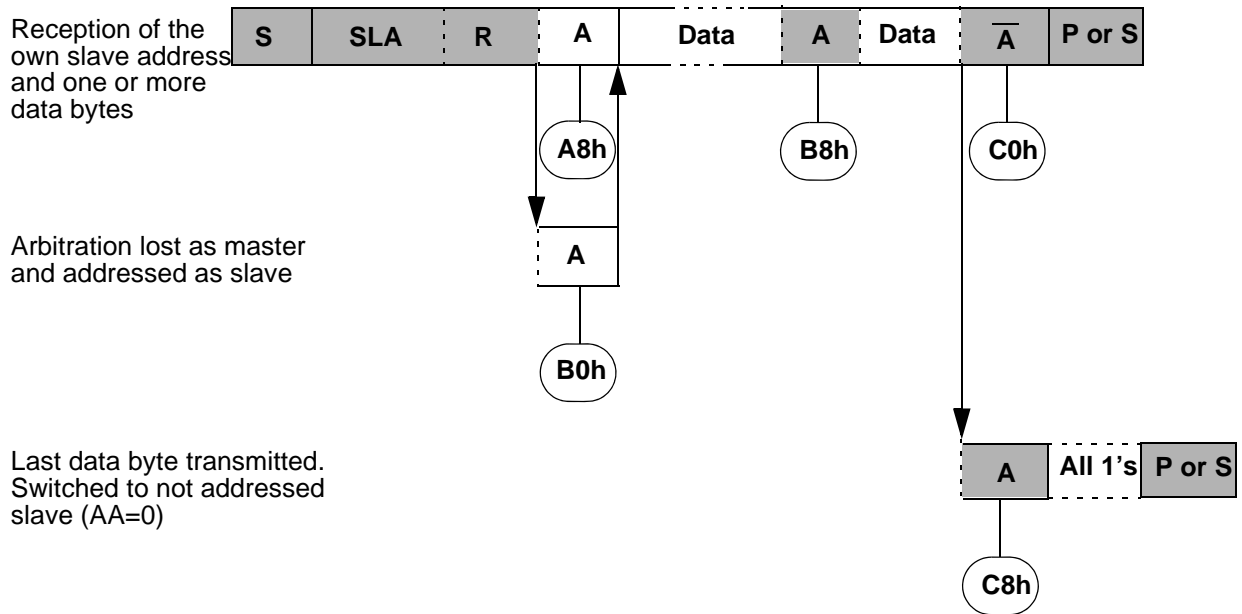 Reception of the
own slave address
and one or more
data bytes
S SLA R A Data A Data A̅ P or S
A8h B8h C0h
Arbitration lost as master
and addressed as slave
A
B0h
Last data byte transmitted.
Switched to not addressed
slave (AA=0)
A All 1's P or S
C8h